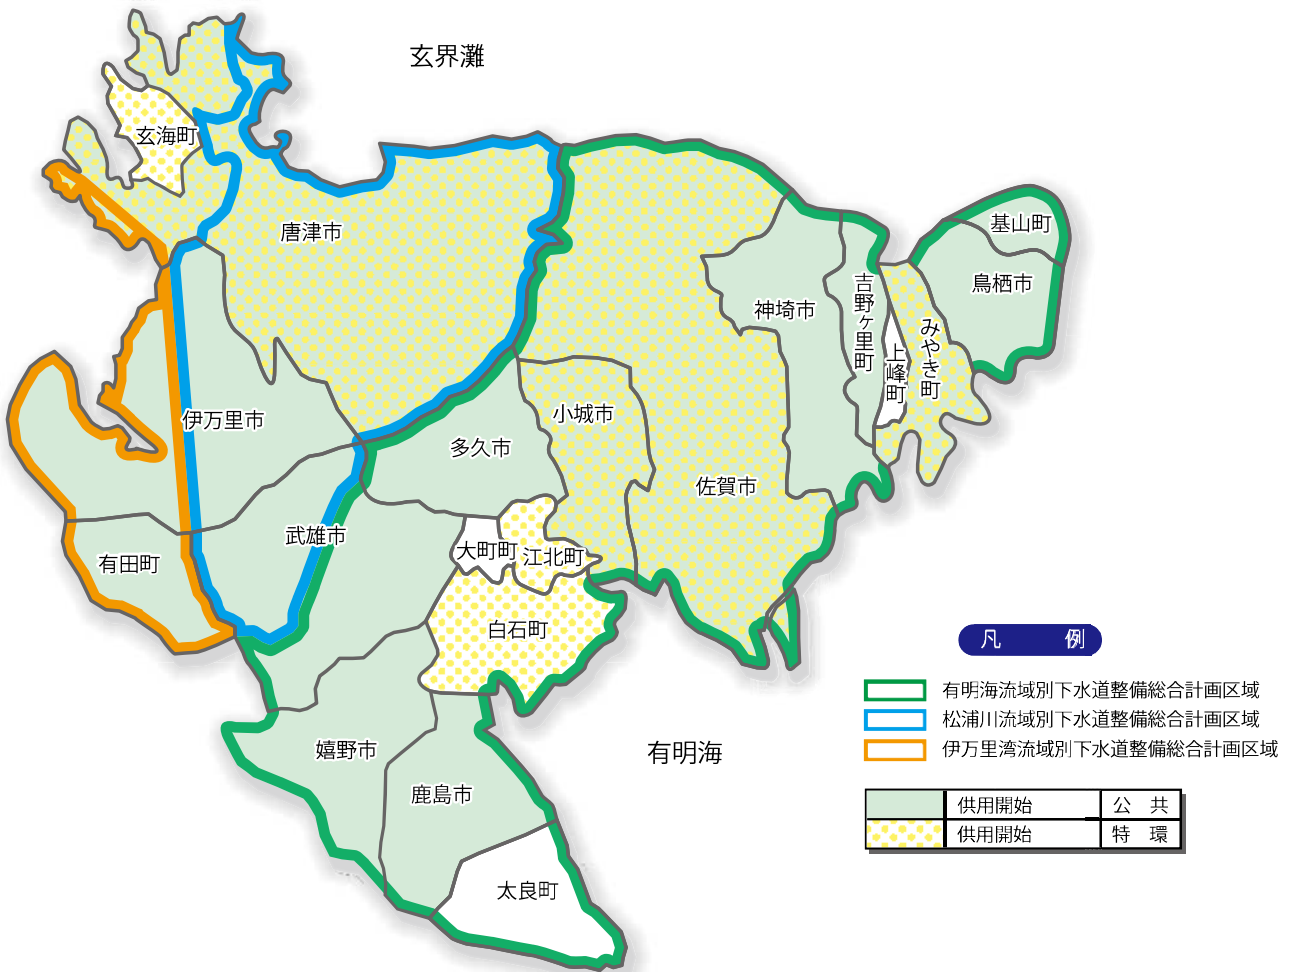 玄界灘
玄海町
唐津市
基山町
鳥栖市
神埼市
吉野ヶ里町
上峰町
みやき町
伊万里市
小城市
多久市
佐賀市
武雄市
大町町
江北町
有田町
白石町
嬉野市
有明海
鹿島市
太良町
凡 例
有明海流域別下水道整備総合計画区域
松浦川流域別下水道整備総合計画区域
伊万里湾流域別下水道整備総合計画区域
供用開始 公 共
供用開始 特 環